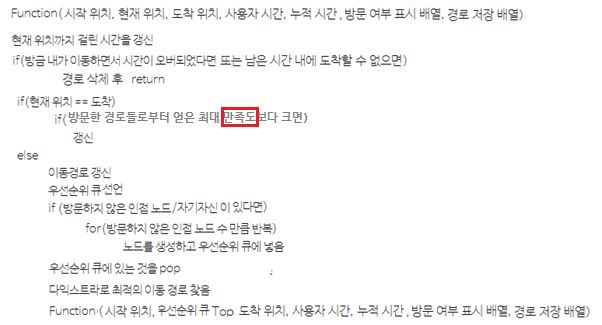 Function(시작 위치, 현재 위치, 도착 위치, 사용자 시간, 누적 시간, 방문 여부 표시 배열, 경로 저장 배열)
현재 위치까지 걸린 시간을 갱신
if(방금 내가 이동하면서 시간이 오버되었다면 또는 남은 시간 내에 도착할 수 없으면)
경로 삭제 후 return
if(현재 위치 == 도착)
if(방문한 경로들로부터 얻은 최대 만족도보다 크면)
갱신
else
이동경로 갱신
우선순위 큐 선언
if (방문하지 않은 인접 노드/자기자신 이 있다면)
for(방문하지 않은 인접 노드 수 만큼 반복)
노드를 생성하고 우선순위 큐에 넣음
우선순위 큐에 있는 것을 pop ;
다익스트라로 최적의 이동 경로 찾음
Function(시작 위치, 우선순위 큐 Top 도착 위치, 사용자 시간, 누적 시간, 방문 여부 표시 배열, 경로 저장 배열)